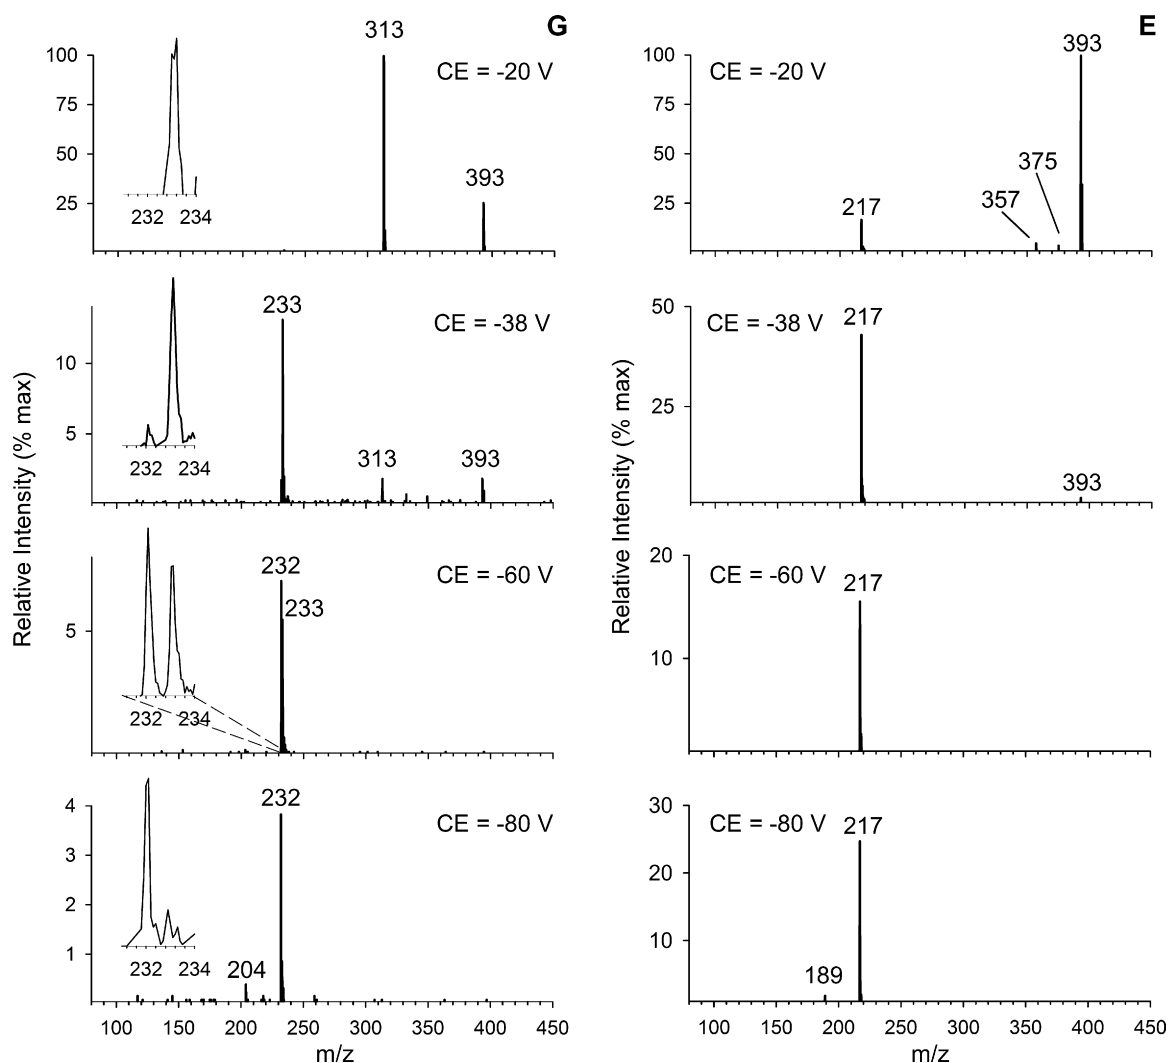 G
313
100
CE = -20 V
75
50
393
25
232 234
233
CE = -38 V
10
5
313
393
232 234
Relative Intensity (% max)
232
CE = -60 V
233
5
232 234
4
232
CE = -80 V
3
2
1
232 234
204
100 150 200 250 300 350 400 450
m/z
E
393
100
CE = -20 V
75
50
375
357
25
217
50
CE = -38 V
217
25
393
Relative Intensity (% max)
20
CE = -60 V
217
10
30
CE = -80 V
217
20
10
189
100 150 200 250 300 350 400 450
m/z